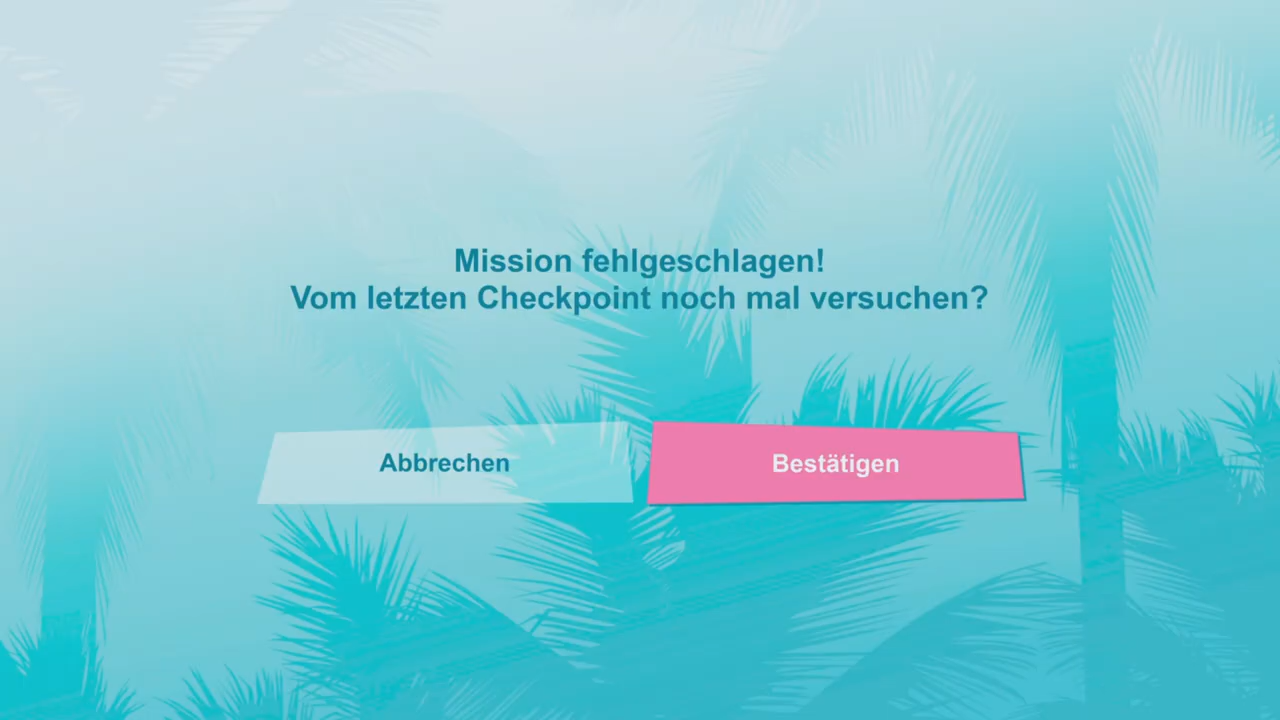 Mission fehlgeschlagen!
Vom letzten Checkpoint noch mal versuchen?
Abbrechen
Bestätigen